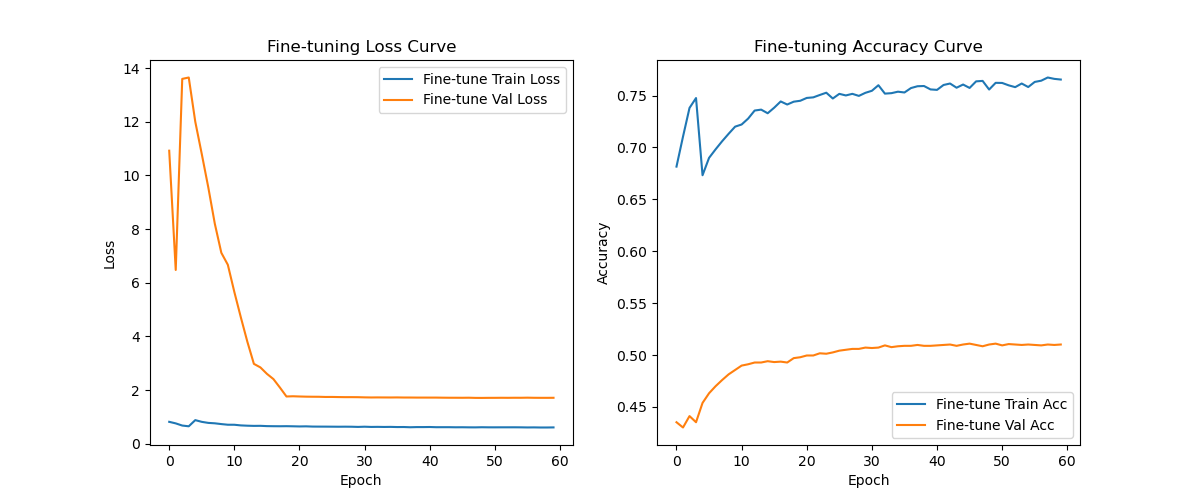 Fine-tuning Loss Curve
14
12
10
8
6
4
2
0
Loss
0 10 20 30 40 50 60
Epoch
Fine-tune Train Loss
Fine-tune Val Loss
Fine-tuning Accuracy Curve
0.75
0.70
0.65
0.60
0.55
0.50
0.45
Accuracy
0 10 20 30 40 50 60
Epoch
Fine-tune Train Acc
Fine-tune Val Acc